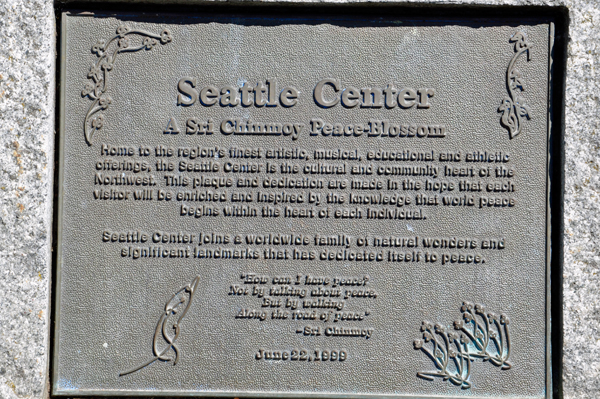 Seattle Center
A Sri Chinmoy Peace-Blossom
Home to the region's finest artistic, musical, educational and athletic
offerings, the Seattle Center is the cultural and community heart of the
Northwest. This plaque and dedication are made in the hope that each
visitor will be enriched and inspired by the knowledge that world peace
begins within the heart of each individual.
Seattle Center joins a worldwide family of natural wonders and
significant landmarks that has dedicated itself to peace.
"How can I have peace?
Not by talking about peace,
But by walking
Along the road of peace"
–Sri Chinmoy
June 22, 1999